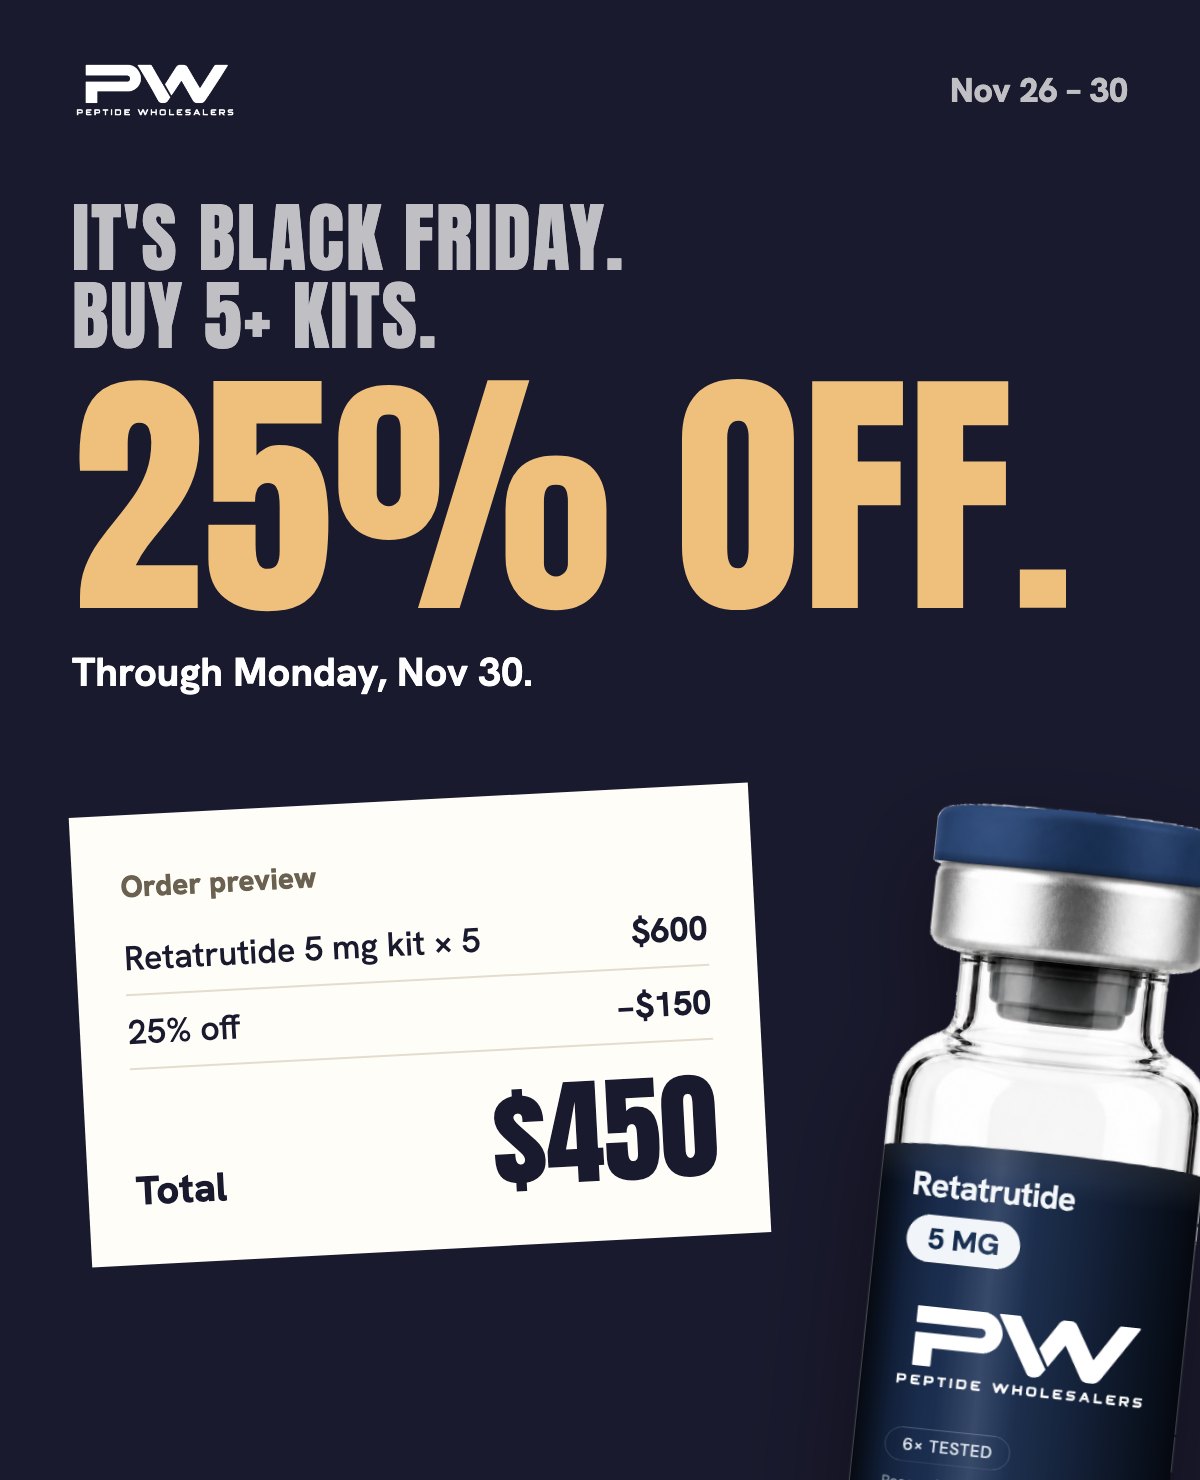 PW
PEPTIDE WHOLESALERS
Nov 26 – 30
IT'S BLACK FRIDAY.
BUY 5+ KITS.
25% OFF.
Through Monday, Nov 30.
Order preview
Retatrutide 5 mg kit × 5 $600
25% off –$150
Total $450
Retatrutide
5 MG
PW
PEPTIDE WHOLESALERS
6× TESTED